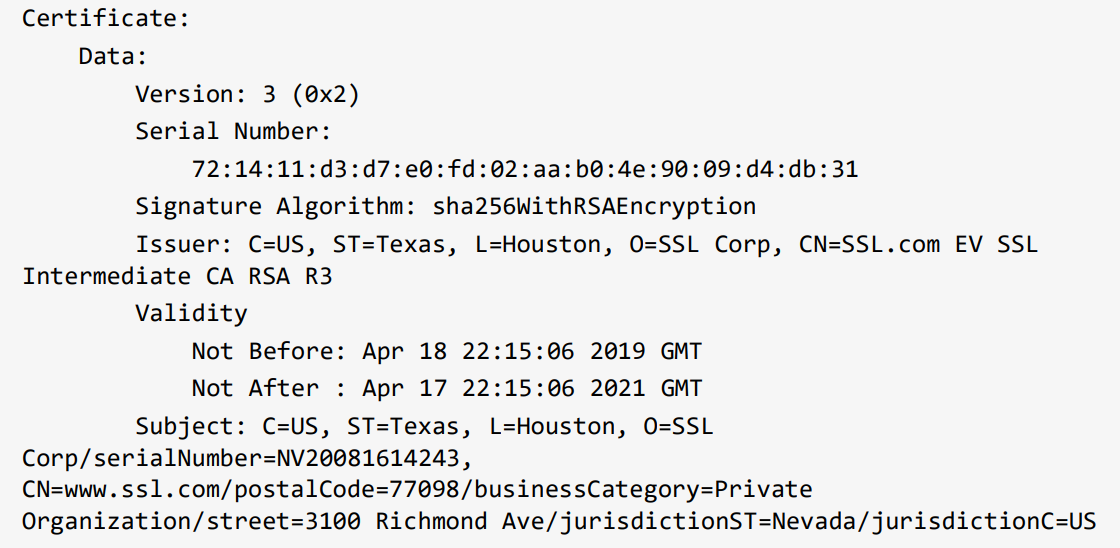 Certificate:
Data:
Version: 3 (0x2)
Serial Number:
72:14:11:d3:d7:e0:fd:02:aa:b0:4e:90:09:d4:db:31
Signature Algorithm: sha256WithRSAEncryption
Issuer: C=US, ST=Texas, L=Houston, O=SSL Corp, CN=SSL.com EV SSL
Intermediate CA RSA R3
Validity
Not Before: Apr 18 22:15:06 2019 GMT
Not After : Apr 17 22:15:06 2021 GMT
Subject: C=US, ST=Texas, L=Houston, O=SSL
Corp/serialNumber=NV20081614243,
CN=www.ssl.com/postalCode=77098/businessCategory=Private
Organization/street=3100 Richmond Ave/jurisdictionST=Nevada/jurisdictionC=US